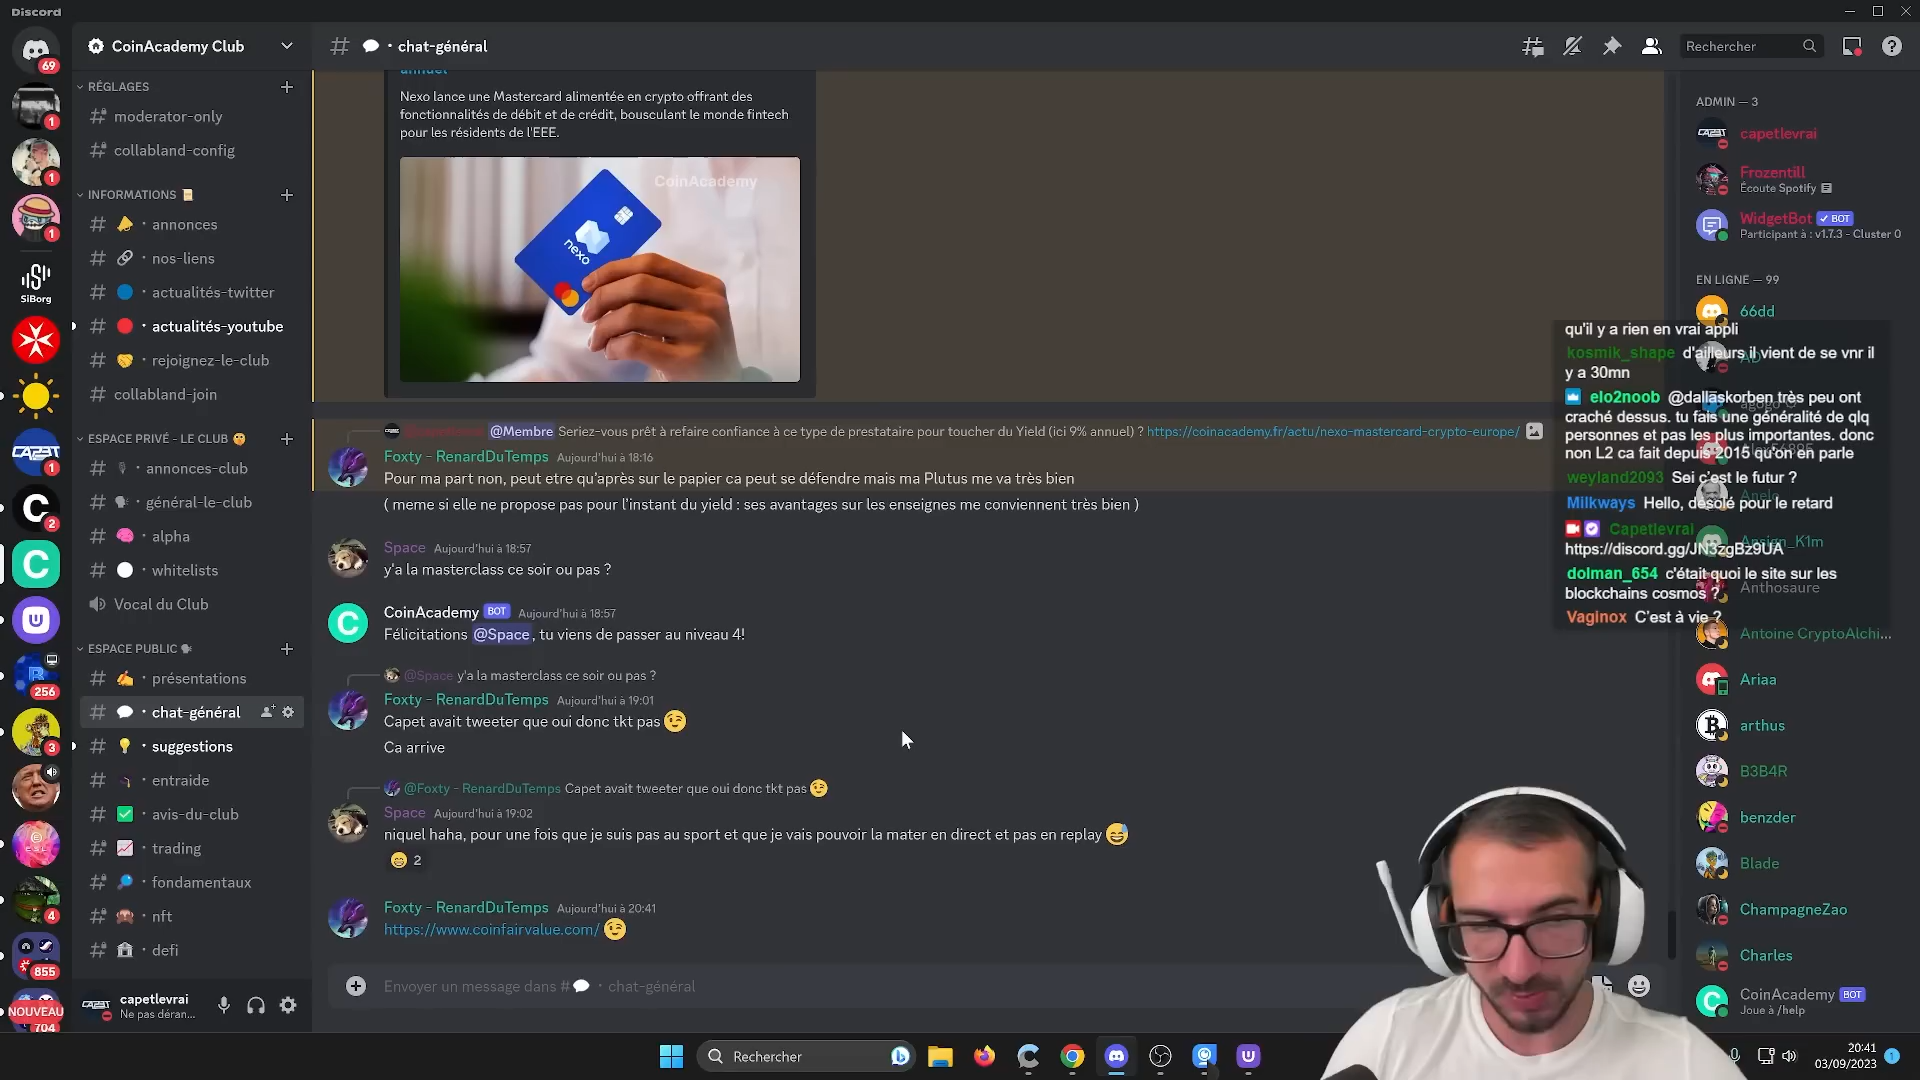 Discord
69
CoinAcademy Club
chat-général
Rechercher
RÉGLAGES
moderator-only
collabland-config
INFORMATIONS
annonces
nos-liens
actualités-twitter
actualités-youtube
rejoignez-le-club
collabland-join
ESPACE PRIVÉ - LE CLUB
annonces-club
général-le-club
alpha
whitelists
Vocal du Club
ESPACE PUBLIC
présentations
chat-général
suggestions
entraide
avis-du-club
trading
fondamentaux
nft
defi
capetlevrai
Ne pas déran...
1
1
1
SiBorg
CAPET
1
2
256
3
4
855
NOUVEAU
704
annuel
Nexo lance une Mastercard alimentée en crypto offrant des
fonctionnalités de débit et de crédit, bousculant le monde fintech
pour les résidents de l'EEE.
CoinAcademy
nexo
@Membre Seriez-vous prêt à refaire confiance à ce type de prestataire pour toucher du Yield (ici 9% annuel) ? https://coinacademy.fr/actu/nexo-mastercard-crypto-europe/
Foxty - RenardDuTemps Aujourd'hui à 18:16
Pour ma part non, peut etre qu'après sur le papier ca peut se défendre mais ma Plutus me va très bien
( meme si elle ne propose pas pour l'instant du yield : ses avantages sur les enseignes me conviennent très bien )
Space Aujourd'hui à 18:57
y'a la masterclass ce soir ou pas ?
CoinAcademy BOT Aujourd'hui à 18:57
Félicitations @Space, tu viens de passer au niveau 4!
@Space y'a la masterclass ce soir ou pas ?
Foxty - RenardDuTemps Aujourd'hui à 19:01
Capet avait tweeter que oui donc tkt pas
Ca arrive
@Foxty - RenardDuTemps Capet avait tweeter que oui donc tkt pas
Space Aujourd'hui à 19:02
niquel haha, pour une fois que je suis pas au sport et que je vais pouvoir la mater en direct et pas en replay
2
Foxty - RenardDuTemps Aujourd'hui à 20:41
https://www.coinfairvalue.com/
Envoyer un message dans # chat-général
ADMIN — 3
capetlevrai
Frozentill
Écoute Spotify
WidgetBot BOT
Participant à : v1.7.3 - Cluster 0
EN LIGNE — 99
66dd
qu'il y a rien en vrai appli
kosmik_shape d'ailleurs il vient de se vnr il
y a 30mn
elo2noob @dallaskorben très peu ont
craché dessus. tu fais une généralité de qlq
personnes et pas les plus importantes. donc
non L2 ca fait depuis 2015 qu'on en parle
weyland2093 Sei c'est le futur ?
Milkways Hello, désolé pour le retard
Capetlevrai
https://discord.gg/JN3zgBz9UA
dolman_654 c'était quoi le site sur les
blockchains cosmos ?
Vaginox C'est à vie ?
Ansign_K1m
Anthosaure
Antoine CryptoAlchi...
Ariaa
arthus
B3B4R
benzder
Blade
ChampagneZao
Charles
CoinAcademy BOT
Joue à /help
Rechercher
20:41
03/09/2023
1